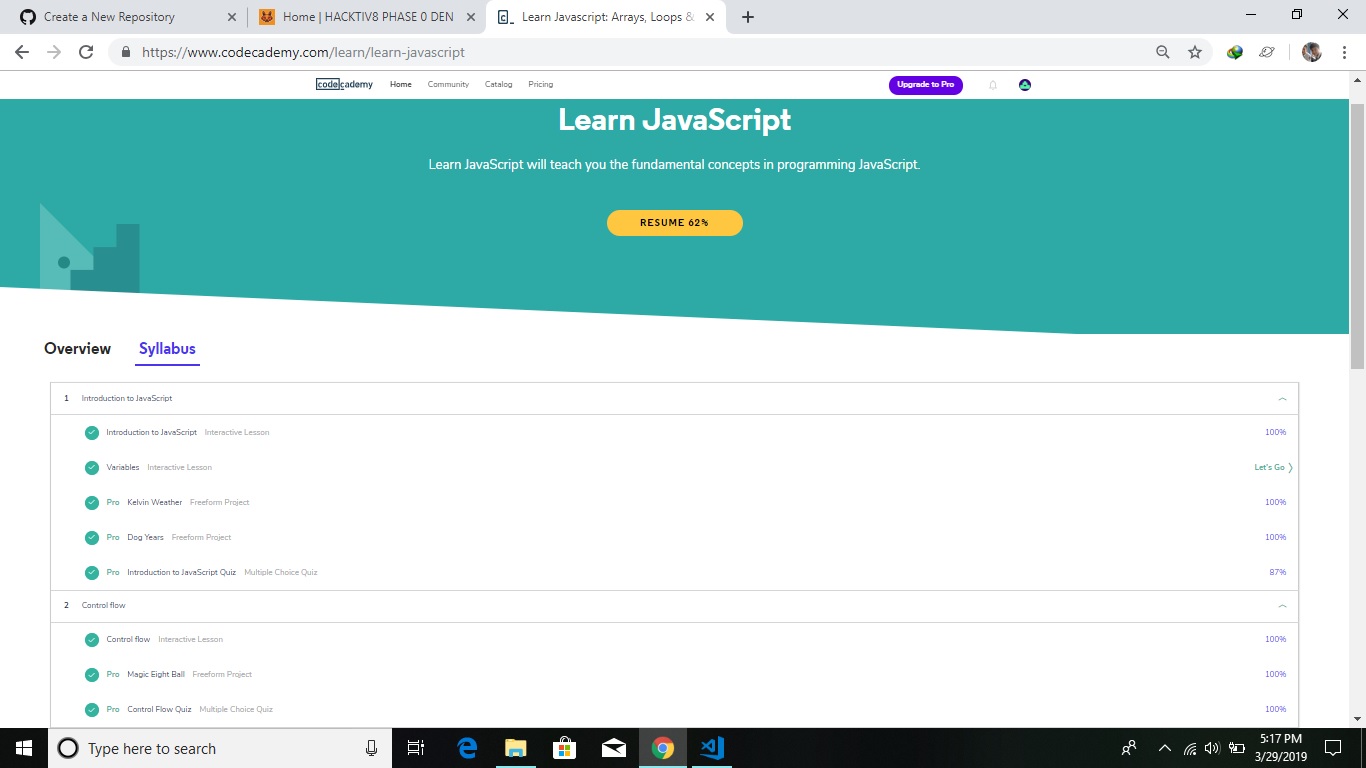 Create a New Repository
Home | HACKTIV8 PHASE 0 DEN
Learn Javascript: Arrays, Loops &
https://www.codecademy.com/learn/learn-javascript
codecademy Home Community Catalog Pricing Upgrade to Pro
Learn JavaScript
Learn JavaScript will teach you the fundamental concepts in programming JavaScript.
RESUME 62%
Overview Syllabus
1 Introduction to JavaScript
Introduction to JavaScript Interactive Lesson 100%
Variables Interactive Lesson Let's Go
Pro Kelvin Weather Freeform Project 100%
Pro Dog Years Freeform Project 100%
Pro Introduction to JavaScript Quiz Multiple Choice Quiz 87%
2 Control flow
Control flow Interactive Lesson 100%
Pro Magic Eight Ball Freeform Project 100%
Pro Control Flow Quiz Multiple Choice Quiz 100%
Type here to search
5:17 PM
3/29/2019